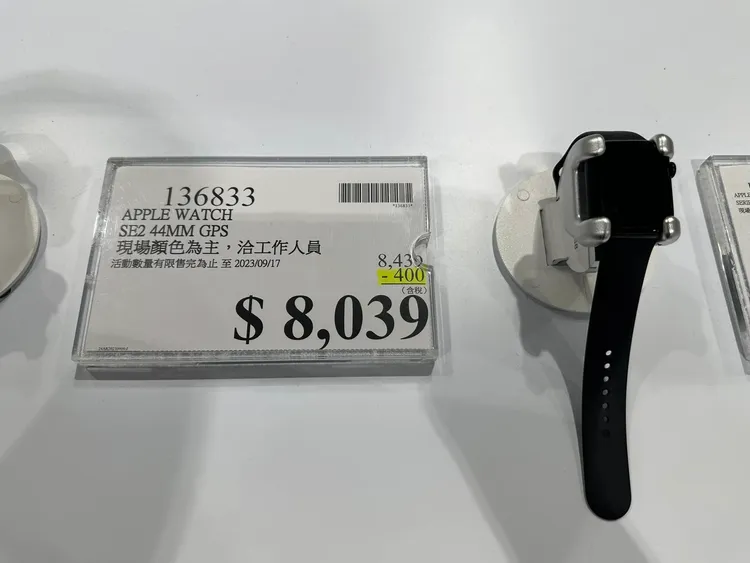 136833
*136833*
APPLE WATCH
SE2 44MM GPS
現場顏色為主，洽工作人員
活動數量有限售完為止 至 2023/09/17
8,439
- 400
(含稅)
$ 8,039